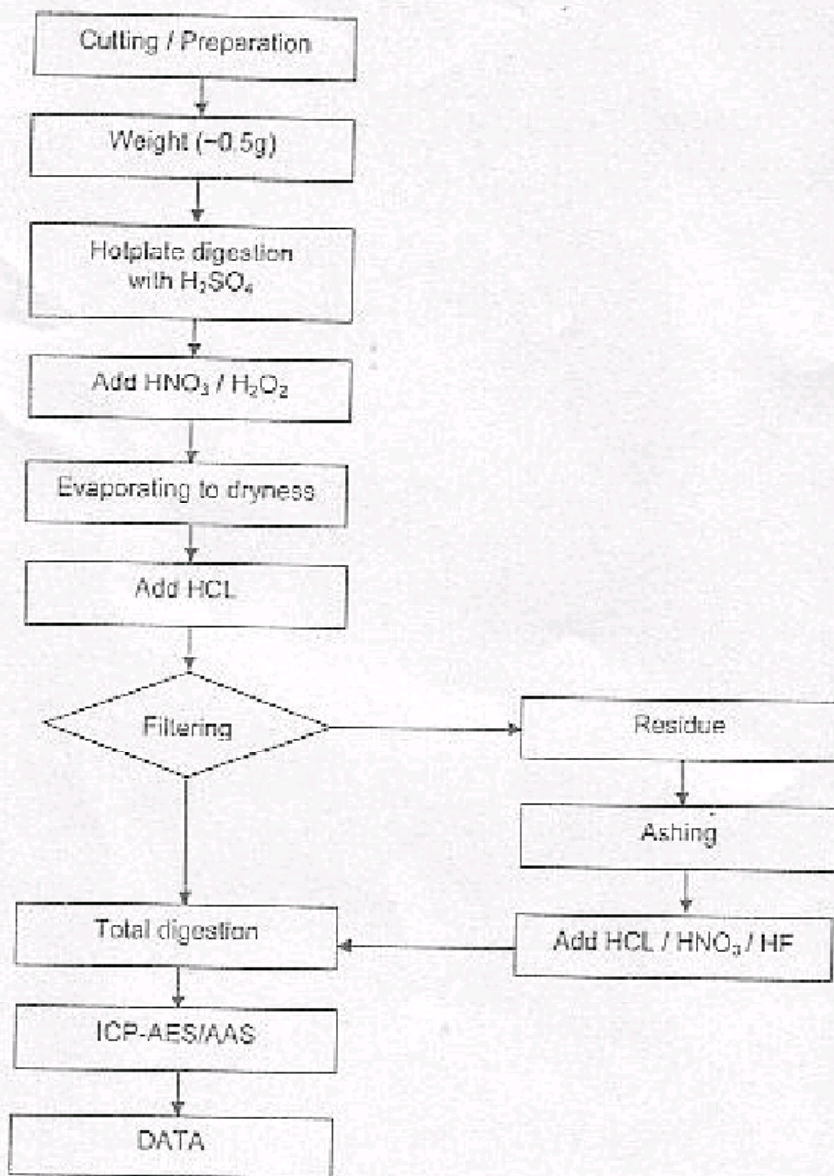 Cutting / Preparation
Weight (~0.5g)
Hotplate digestion
with H₂SO₄
Add HNO₃ / H₂O₂
Evaporating to dryness
Add HCL
Filtering
Residue
Ashing
Add HCL / HNO₃ / HF
Total digestion
ICP-AES/AAS
DATA